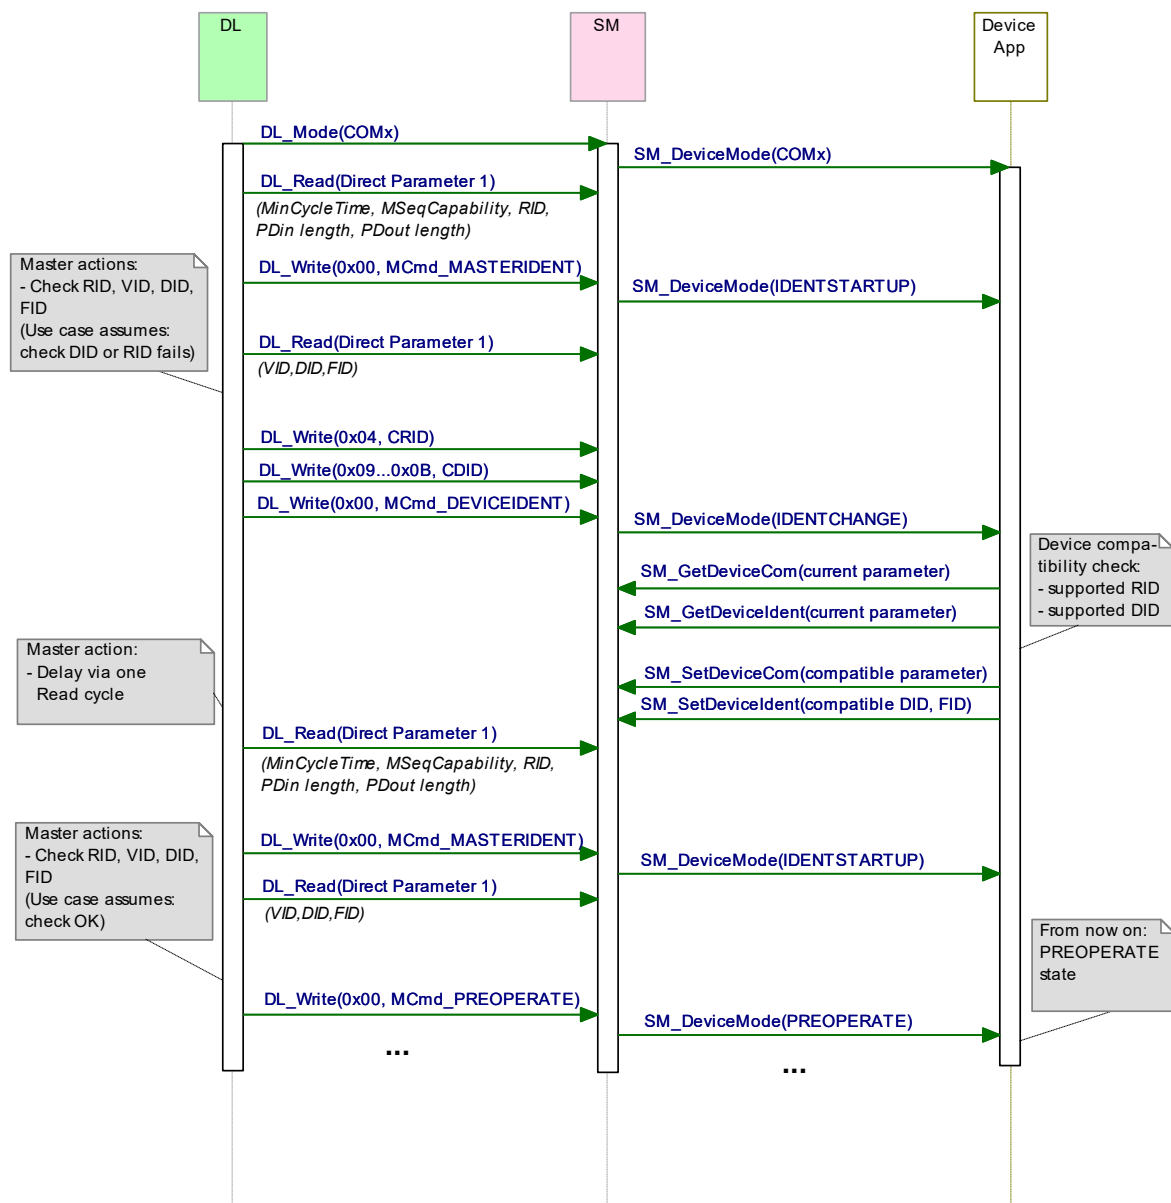 DL
SM
Device
App
DL_Mode(COMx)
SM_DeviceMode(COMx)
DL_Read(Direct Parameter 1)
(MinCycleTime, MSeqCapability, RID,
PDin length, PDout length)
Master actions:
- Check RID, VID, DID,
FID
(Use case assumes:
check DID or RID fails)
DL_Write(0x00, MCmd_MASTERIDENT)
SM_DeviceMode(IDENTSTARTUP)
DL_Read(Direct Parameter 1)
(VID,DID,FID)
DL_Write(0x04, CRID)
DL_Write(0x09...0x0B, CDID)
DL_Write(0x00, MCmd_DEVICEIDENT)
SM_DeviceMode(IDENTCHANGE)
Device compa-
tibility check:
- supported RID
- supported DID
SM_GetDeviceCom(current parameter)
SM_GetDeviceIdent(current parameter)
Master action:
- Delay via one
Read cycle
SM_SetDeviceCom(compatible parameter)
SM_SetDeviceIdent(compatible DID, FID)
DL_Read(Direct Parameter 1)
(MinCycleTime, MSeqCapability, RID,
PDin length, PDout length)
Master actions:
- Check RID, VID, DID,
FID
(Use case assumes:
check OK)
DL_Write(0x00, MCmd_MASTERIDENT)
SM_DeviceMode(IDENTSTARTUP)
DL_Read(Direct Parameter 1)
(VID,DID,FID)
From now on:
PREOPERATE
state
DL_Write(0x00, MCmd_PREOPERATE)
SM_DeviceMode(PREOPERATE)
...
...